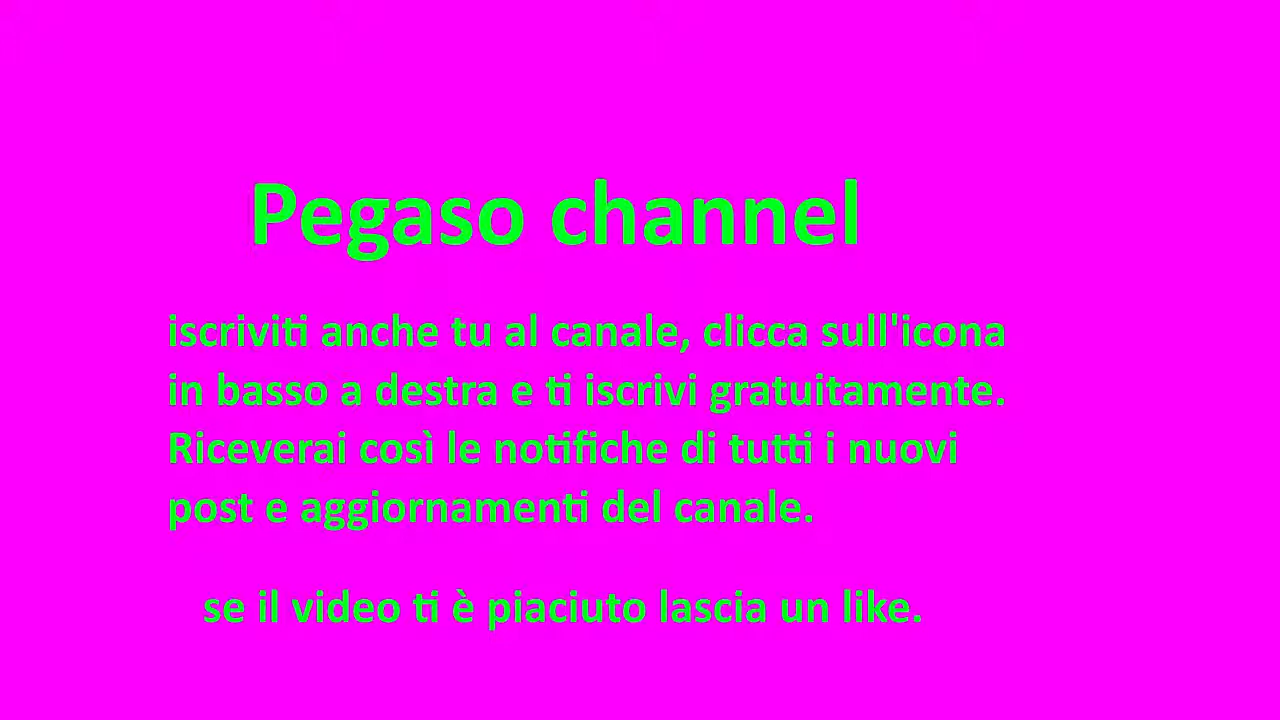 Pegaso channel
iscriviti anche tu al canale, clicca sull'icona
in basso a destra e ti iscrivi gratuitamente.
Riceverai così le notifiche di tutti i nuovi
post e aggiornamenti del canale.
se il video ti è piaciuto lascia un like.